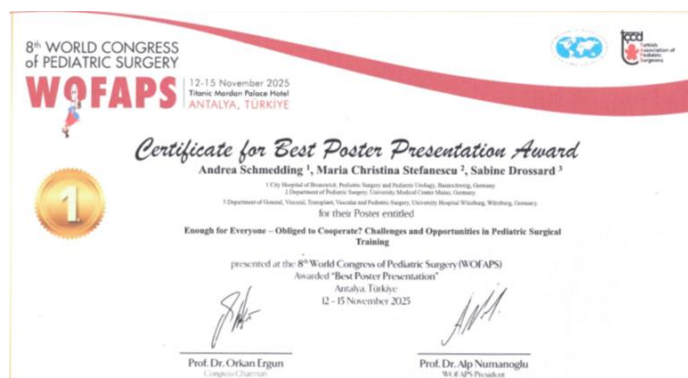 8th WORLD CONGRESS
of PEDIATRIC SURGERY
WOFAPS
12-15 November 2025
Titanic Mardan Palace Hotel
ANTALYA, TÜRKİYE
Turkish
Association of
Pediatric
Surgeons
Certificate for Best Poster Presentation Award
Andrea Schmedding 1, Maria Christina Stefanescu 2, Sabine Drossard 3
1 City Hospital of Brunswick, Pediatric Surgery and Pediatric Urology, Braunschweig, Germany
2 Department of Pediatric Surgery, University Medical Center Mainz, Germany
3 Department of General, Visceral, Transplant, Vascular and Pediatric Surgery, University Hospital Würzburg, Würzburg, Germany.
for their Poster entitled
Enough for Everyone – Obliged to Cooperate? Challenges and Opportunities in Pediatric Surgical
Training
presented at the 8th World Congress of Pediatric Surgery (WOFAPS)
Awarded "Best Poster Presentation"
Antalya, Türkiye
12 – 15 November 2025
1
Prof. Dr. Orkan Ergun
Congress Chairman
Prof. Dr. Alp Numanoglu
WOFAPS President